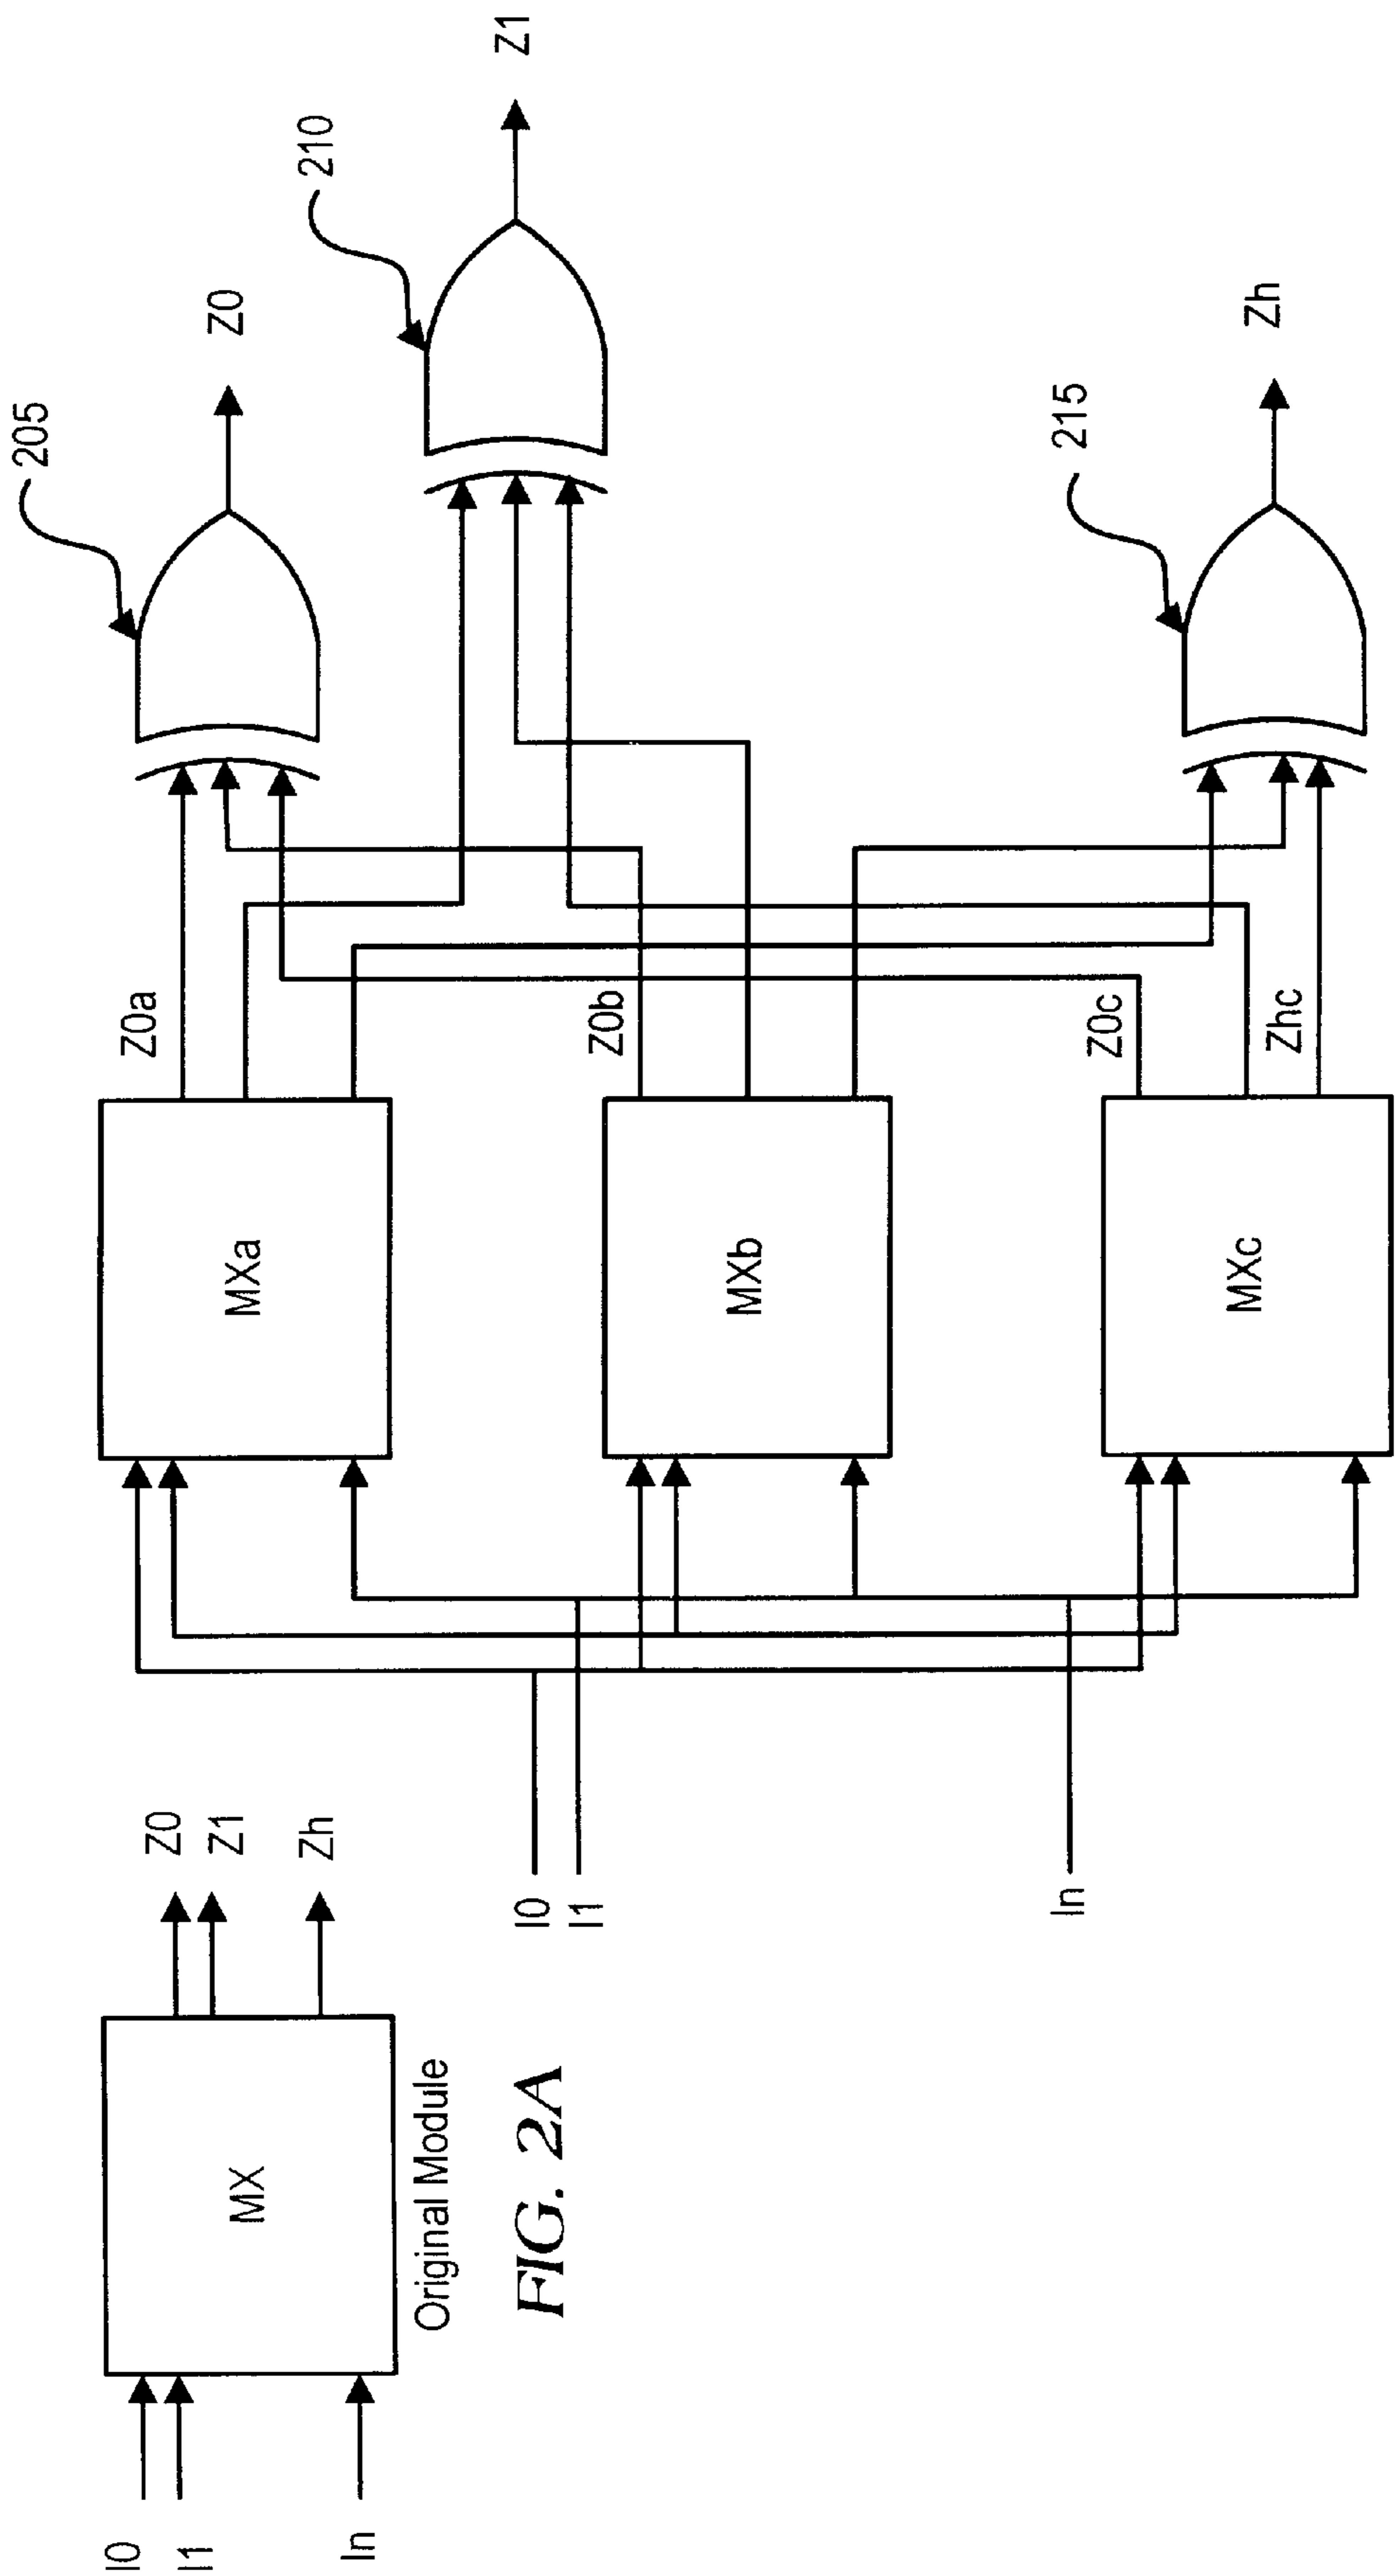 I0
I1
In
MX
Z0
Z1
Zh
Original Module
FIG. 2A
I0
I1
In
MXa
MXb
MXc
Z0a
Z0b
Z0c
Zhc
205
Z0
210
Z1
215
Zh